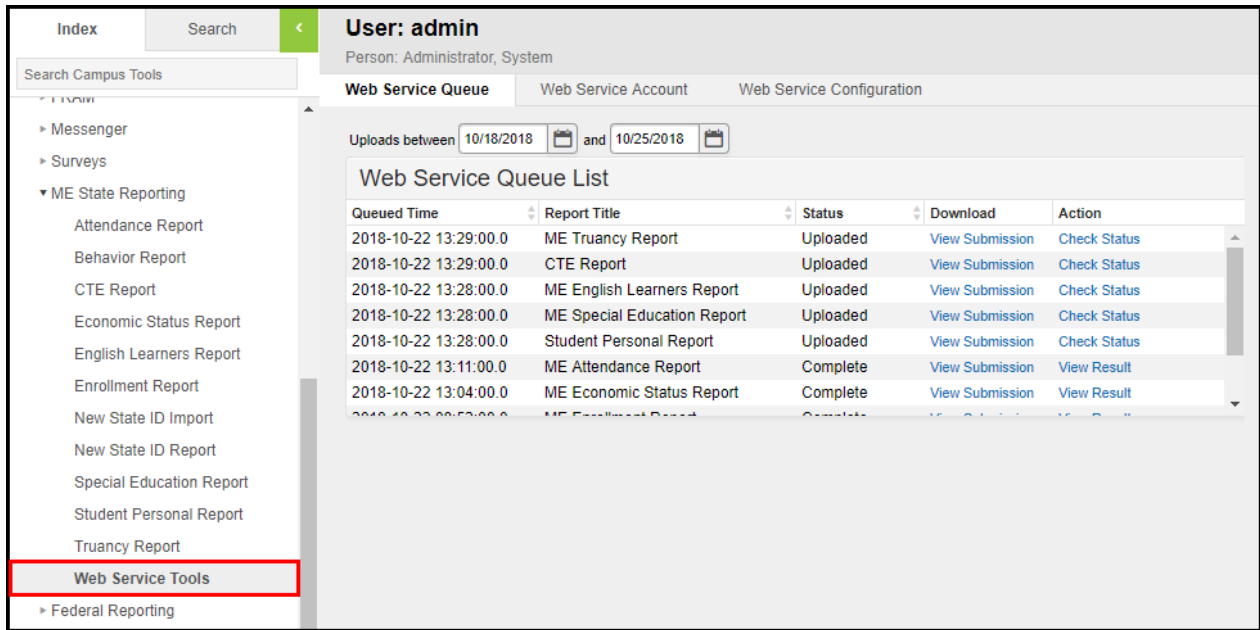 Index Search <
Search Campus Tools
Messenger
Surveys
ME State Reporting
Attendance Report
Behavior Report
CTE Report
Economic Status Report
English Learners Report
Enrollment Report
New State ID Import
New State ID Report
Special Education Report
Student Personal Report
Truancy Report
Web Service Tools
Federal Reporting
User: admin
Person: Administrator, System
Web Service Queue Web Service Account Web Service Configuration
Uploads between 10/18/2018 and 10/25/2018
Web Service Queue List
Queued Time Report Title Status Download Action
2018-10-22 13:29:00.0 ME Truancy Report Uploaded View Submission Check Status
2018-10-22 13:29:00.0 CTE Report Uploaded View Submission Check Status
2018-10-22 13:28:00.0 ME English Learners Report Uploaded View Submission Check Status
2018-10-22 13:28:00.0 ME Special Education Report Uploaded View Submission Check Status
2018-10-22 13:28:00.0 Student Personal Report Uploaded View Submission Check Status
2018-10-22 13:11:00.0 ME Attendance Report Complete View Submission View Result
2018-10-22 13:04:00.0 ME Economic Status Report Complete View Submission View Result
ME Enrollment Report Complete